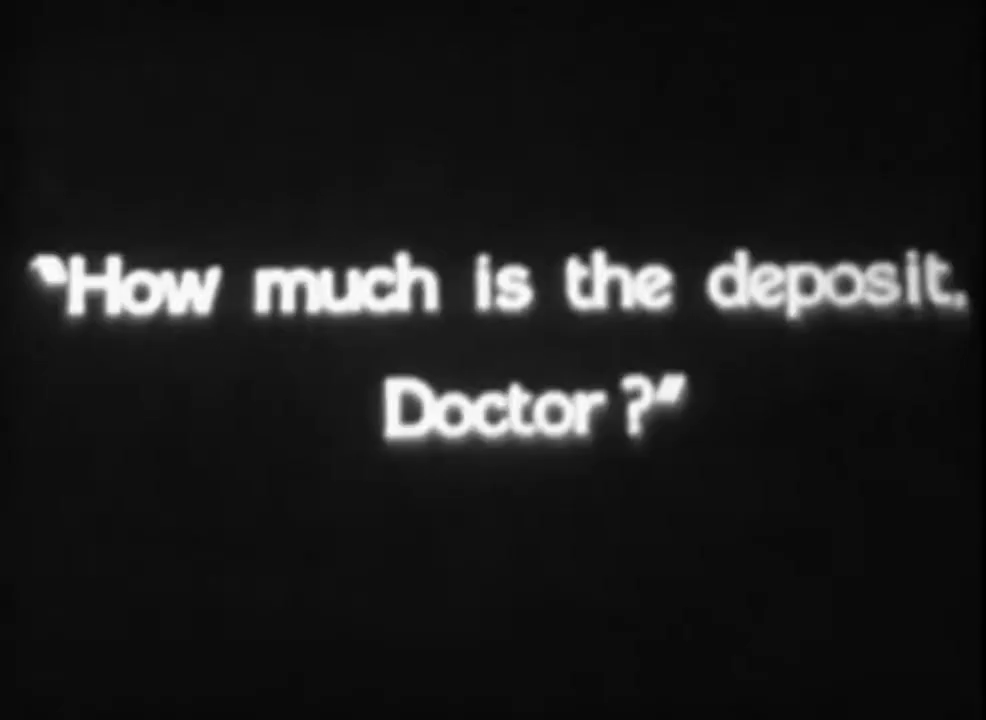 "How much is the deposit,
Doctor ?"